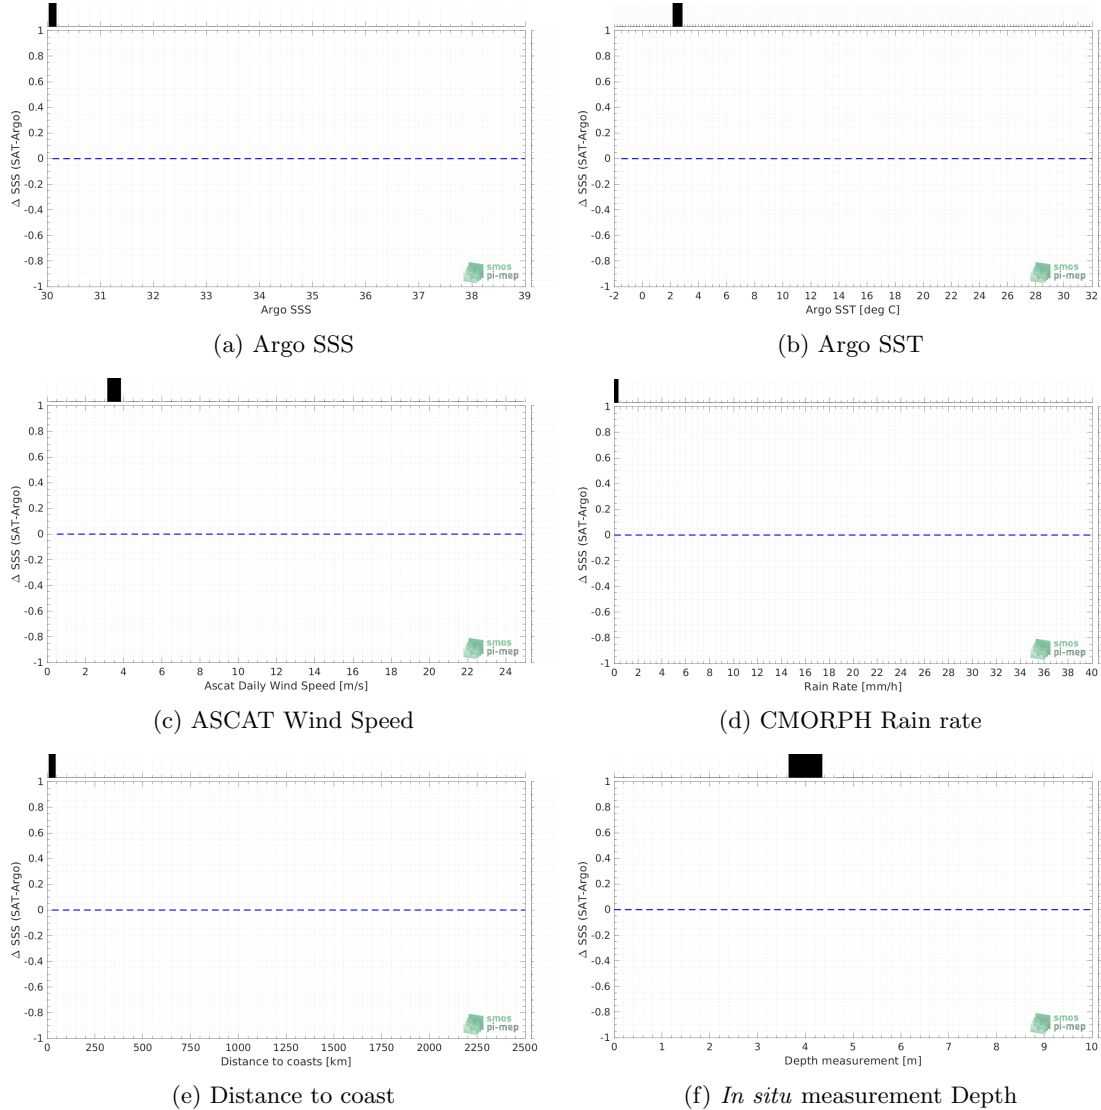 1
0.8
0.6
0.4
0.2
0
-0.2
-0.4
-0.6
-0.8
-1
Δ SSS (SAT-Argo)
smos
pi-mep
30 31 32 33 34 35 36 37 38 39
Argo SSS
(a) Argo SSS
1
0.8
0.6
0.4
0.2
0
-0.2
-0.4
-0.6
-0.8
-1
Δ SSS (SAT-Argo)
smos
pi-mep
-2 0 2 4 6 8 10 12 14 16 18 20 22 24 26 28 30 32
Argo SST [deg C]
(b) Argo SST
1
0.8
0.6
0.4
0.2
0
-0.2
-0.4
-0.6
-0.8
-1
Δ SSS (SAT-Argo)
smos
pi-mep
0 2 4 6 8 10 12 14 16 18 20 22 24
Ascat Daily Wind Speed [m/s]
(c) ASCAT Wind Speed
1
0.8
0.6
0.4
0.2
0
-0.2
-0.4
-0.6
-0.8
-1
Δ SSS (SAT-Argo)
smos
pi-mep
0 2 4 6 8 10 12 14 16 18 20 22 24 26 28 30 32 34 36 38 40
Rain Rate [mm/h]
(d) CMORPH Rain rate
1
0.8
0.6
0.4
0.2
0
-0.2
-0.4
-0.6
-0.8
-1
Δ SSS (SAT-Argo)
smos
pi-mep
0 250 500 750 1000 1250 1500 1750 2000 2250 2500
Distance to coasts [km]
(e) Distance to coast
1
0.8
0.6
0.4
0.2
0
-0.2
-0.4
-0.6
-0.8
-1
Δ SSS (SAT-Argo)
smos
pi-mep
0 1 2 3 4 5 6 7 8 9 10
Depth measurement [m]
(f) In situ measurement Depth